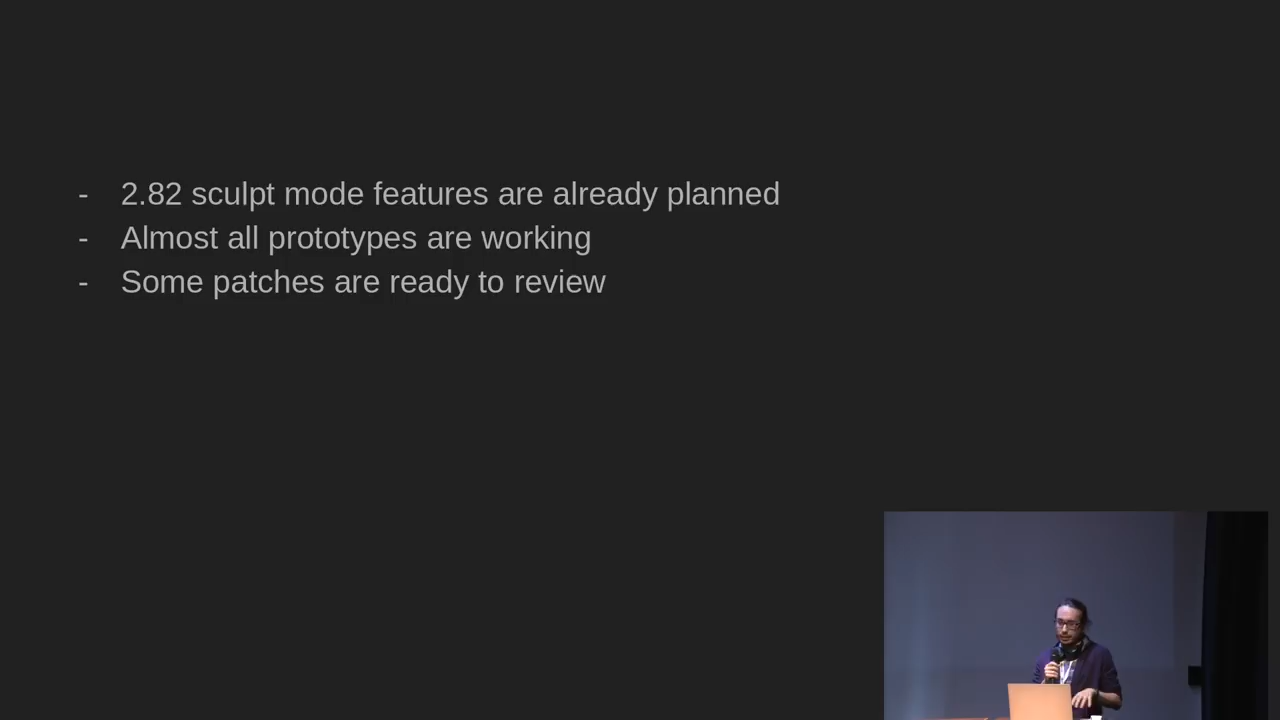 - 2.82 sculpt mode features are already planned
- Almost all prototypes are working
- Some patches are ready to review